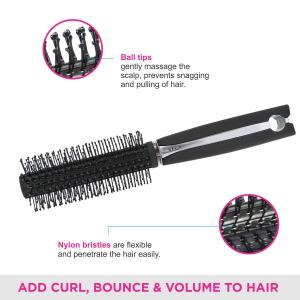 Ball tips
gently massage the
scalp, prevents snagging
and pulling of hair.
Nylon bristles are flexible
and penetrate the hair easily.
ADD CURL, BOUNCE & VOLUME TO HAIR